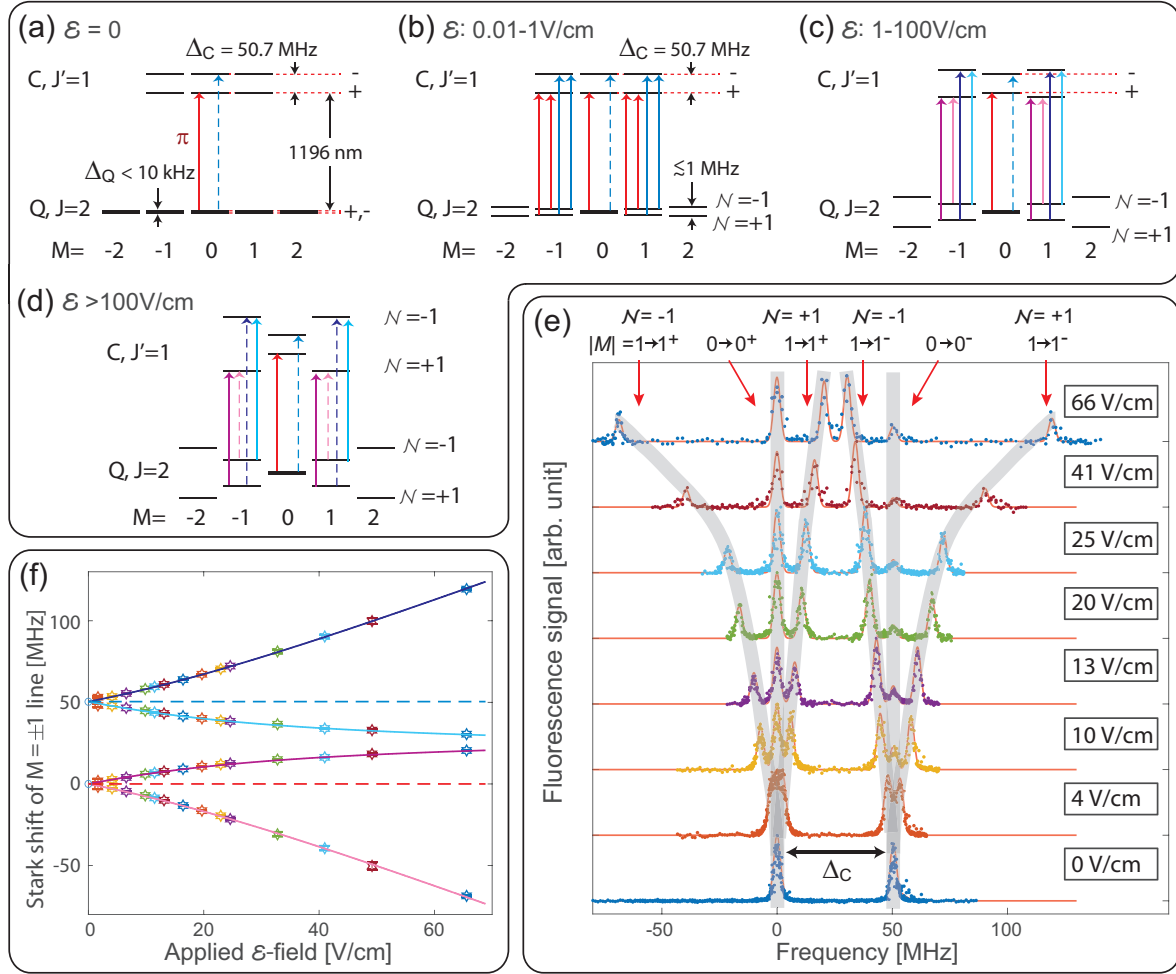 (a) ℰ = 0
Δ_C = 50.7 MHz
C, J'=1
-
+
π
1196 nm
Δ_Q < 10 kHz
Q, J=2
+,-
M= -2 -1 0 1 2
(b) ℰ: 0.01-1V/cm
Δ_C = 50.7 MHz
C, J'=1
-
+
≲1 MHz
𝒩=-1
Q, J=2
𝒩=+1
M= -2 -1 0 1 2
(c) ℰ: 1-100V/cm
C, J'=1
-
+
𝒩=-1
Q, J=2
𝒩=+1
M= -2 -1 0 1 2
(d) ℰ >100V/cm
𝒩=-1
C, J'=1
𝒩=+1
𝒩=-1
Q, J=2
𝒩=+1
M= -2 -1 0 1 2
(e)
𝒩= -1 𝒩= +1 𝒩= -1 𝒩= +1
|M| = 1→1⁺ 0→0⁺ 1→1⁺ 1→1⁻ 0→0⁻ 1→1⁻
66 V/cm
41 V/cm
25 V/cm
20 V/cm
13 V/cm
10 V/cm
4 V/cm
0 V/cm
Δ_C
Fluorescence signal [arb. unit]
-50 0 50 100
Frequency [MHz]
(f)
Stark shift of M = ±1 line [MHz]
100
50
0
-50
0 20 40 60
Applied ℰ-field [V/cm]